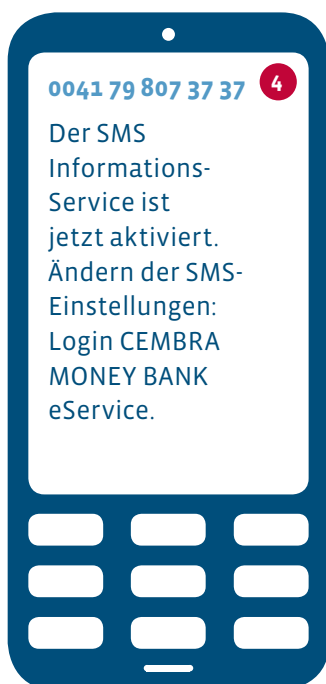 0041 79 807 37 37 4
Der SMS
Informations-
Service ist
jetzt aktiviert.
Ändern der SMS-
Einstellungen:
Login CEMBRA
MONEY BANK
eService.